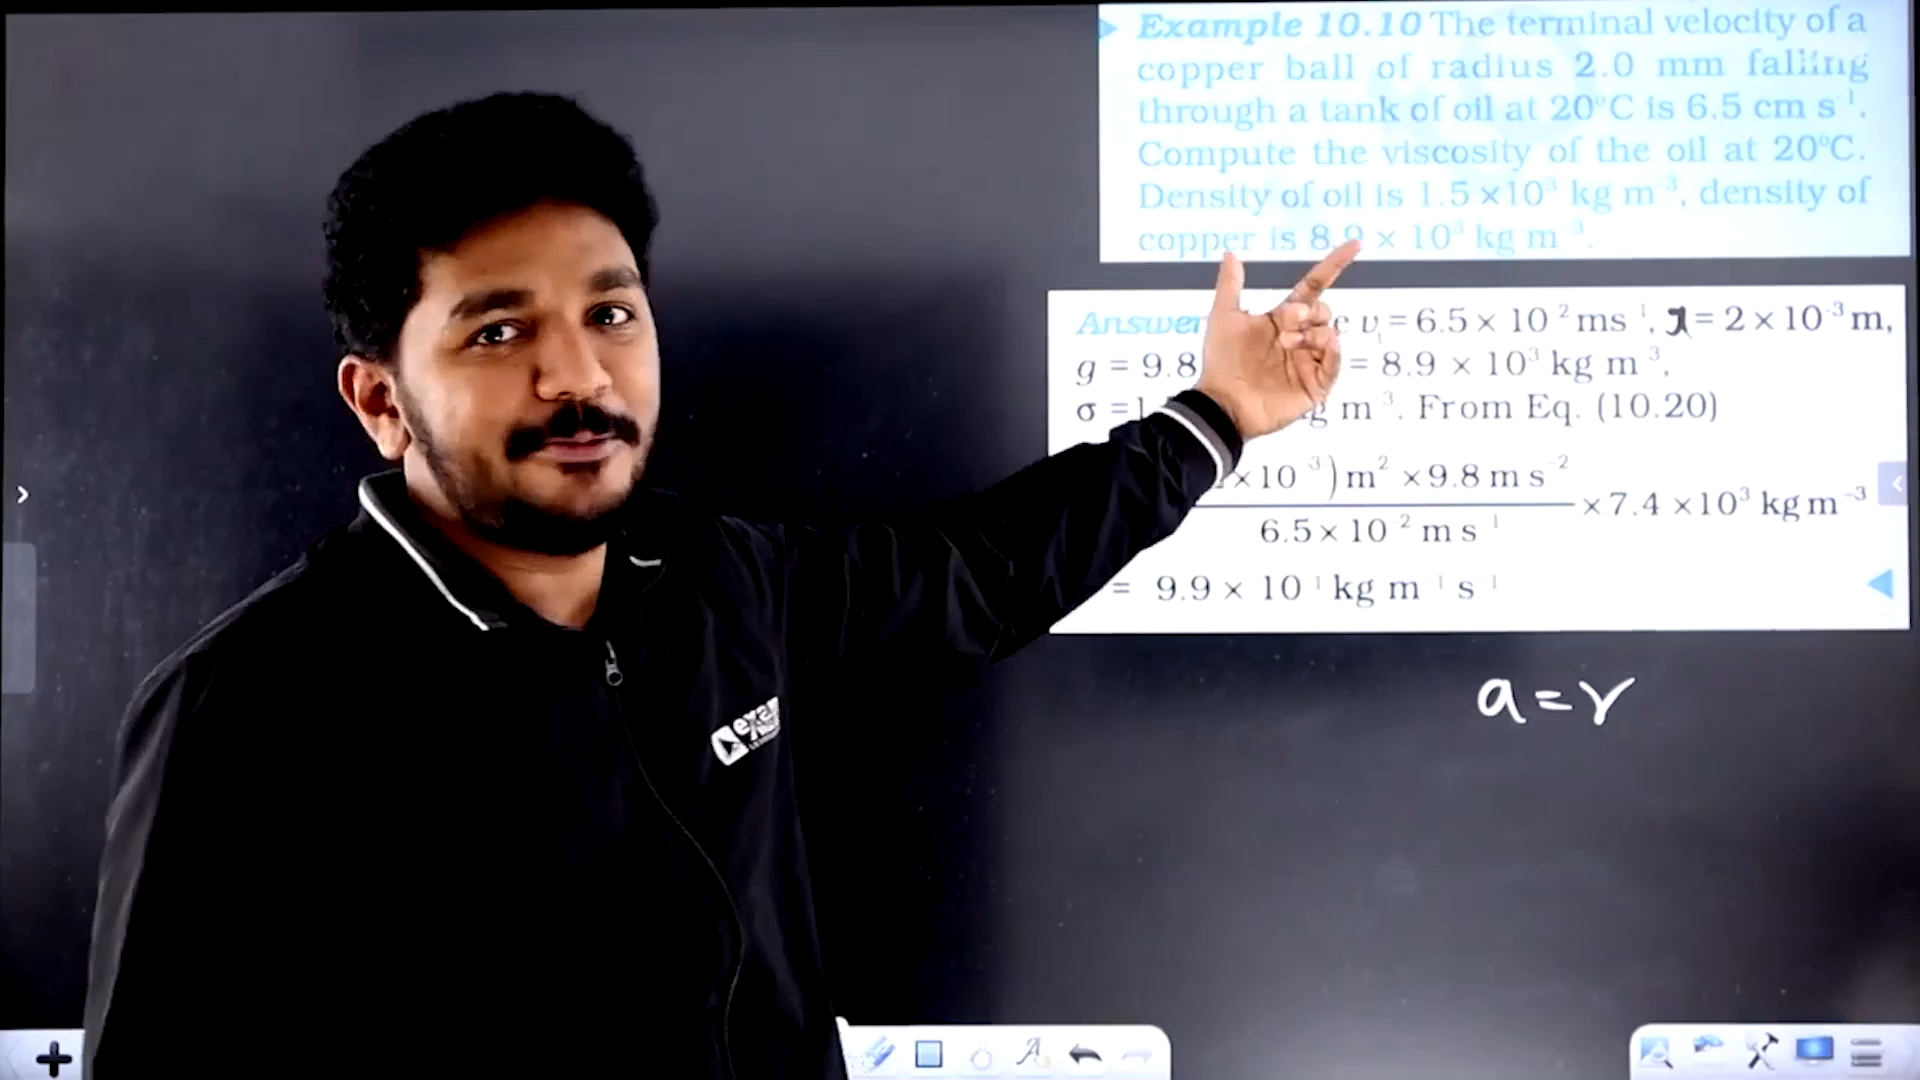 Example 10.10 The terminal velocity of a
copper ball of radius 2.0 mm falling
through a tank of oil at 20°C is 6.5 cm s⁻¹.
Compute the viscosity of the oil at 20°C.
Density of oil is 1.5 ×10³ kg m⁻³, density of
copper is 8.9 × 10³ kg m⁻³.
Answer v_t = 6.5 × 10⁻² ms⁻¹, r = 2 × 10⁻³ m,
g = 9.8 = 8.9 × 10³ kg m⁻³,
σ = 1 m⁻³. From Eq. (10.20)
×10⁻³) m² × 9.8 m s⁻²
× 7.4 × 10³ kg m⁻³
6.5 × 10⁻² m s⁻¹
= 9.9 × 10⁻¹ kg m⁻¹ s⁻¹
a = r
exa